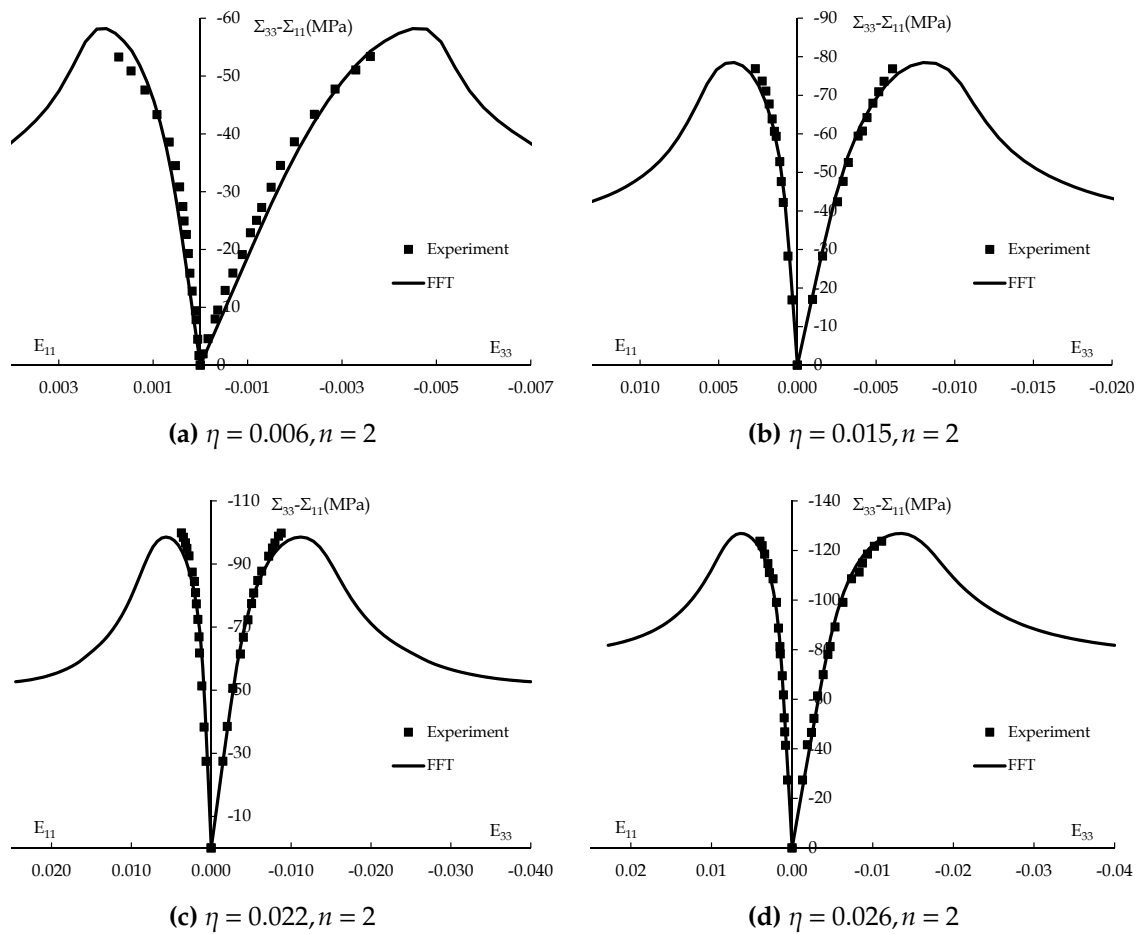 Σ33-Σ11(MPa)
-60
-50
-40
-30
-20
-10
0
Experiment
FFT
E11
E33
0.003
0.001
-0.001
-0.003
-0.005
-0.007
(a) η = 0.006, n = 2
Σ33-Σ11(MPa)
-90
-80
-70
-60
-50
-40
-30
-20
-10
0
Experiment
FFT
E11
E33
0.010
0.005
0.000
-0.005
-0.010
-0.015
-0.020
(b) η = 0.015, n = 2
Σ33-Σ11(MPa)
-110
-90
-70
-50
-30
-10
Experiment
FFT
E11
E33
0.020
0.010
0.000
-0.010
-0.020
-0.030
-0.040
(c) η = 0.022, n = 2
Σ33-Σ11(MPa)
-140
-120
-100
-80
-60
-40
-20
0
Experiment
FFT
E11
E33
0.02
0.01
0.00
-0.01
-0.02
-0.03
-0.04
(d) η = 0.026, n = 2